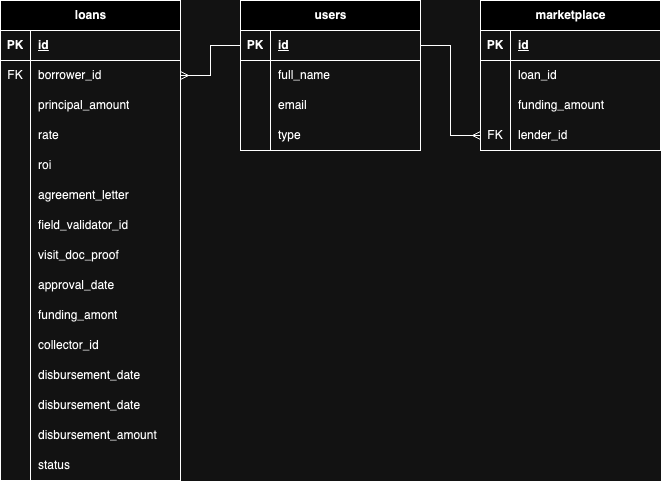 loans
PK id
FK borrower_id
principal_amount
rate
roi
agreement_letter
field_validator_id
visit_doc_proof
approval_date
funding_amont
collector_id
disbursement_date
disbursement_date
disbursement_amount
status
users
PK id
full_name
email
type
marketplace
PK id
loan_id
funding_amount
FK lender_id